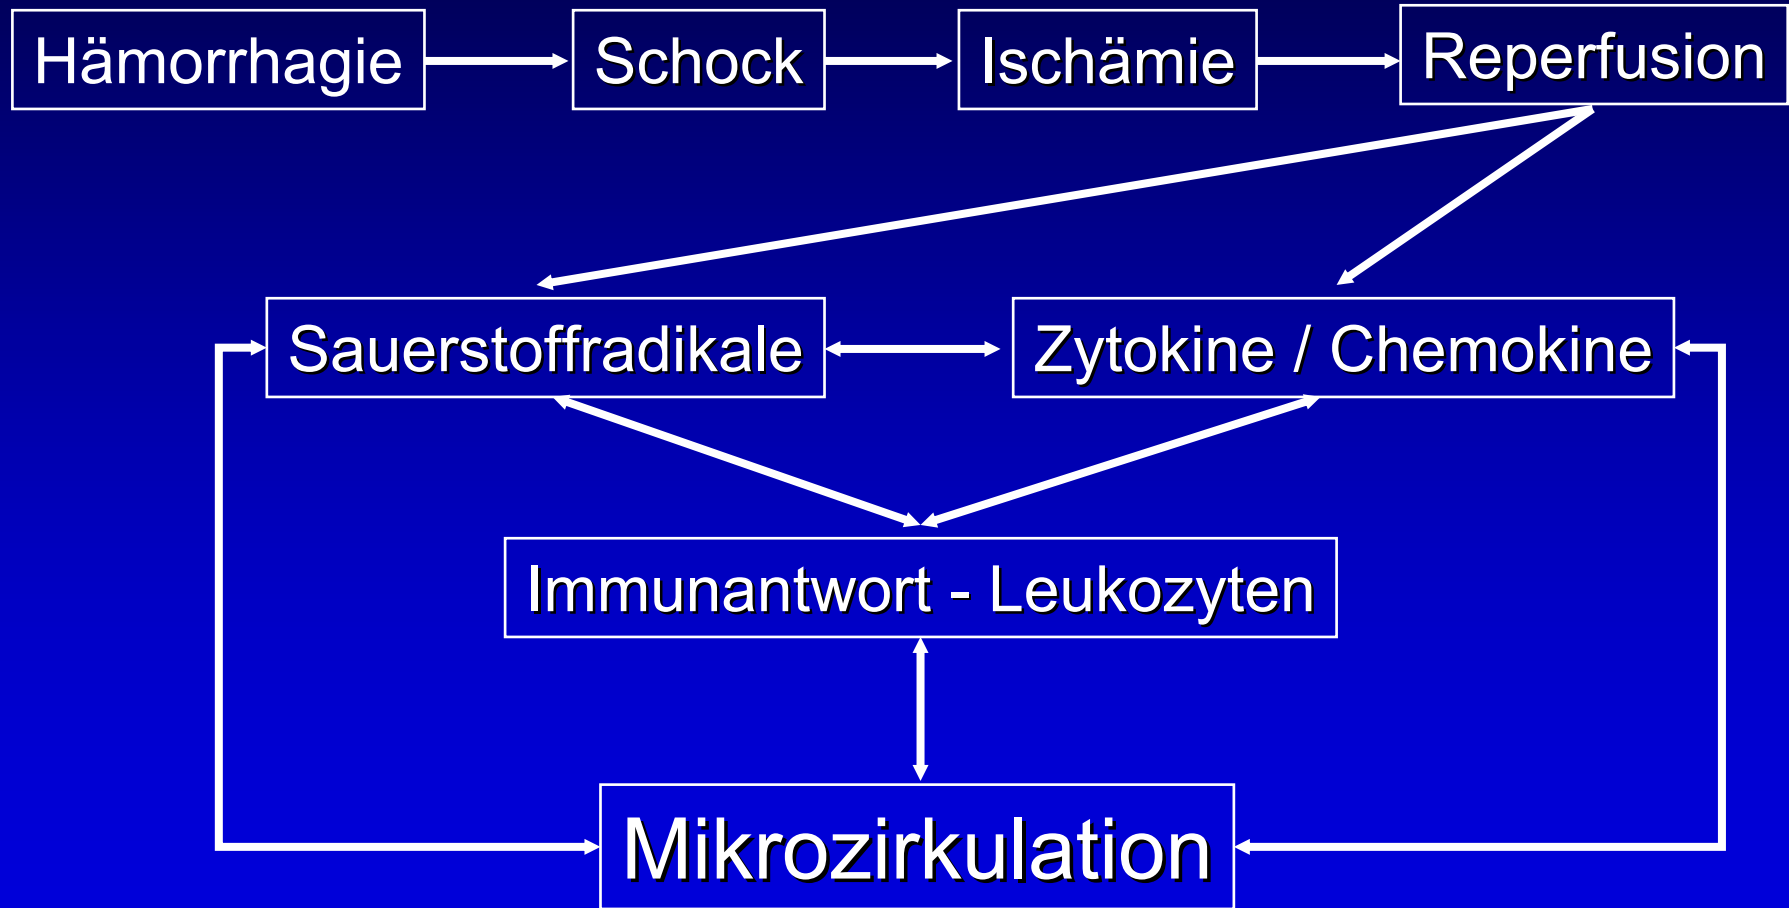 Hämorrhagie
Schock
Ischämie
Reperfusion
Sauerstoffradikale
Zytokine / Chemokine
Immunantwort - Leukozyten
Mikrozirkulation